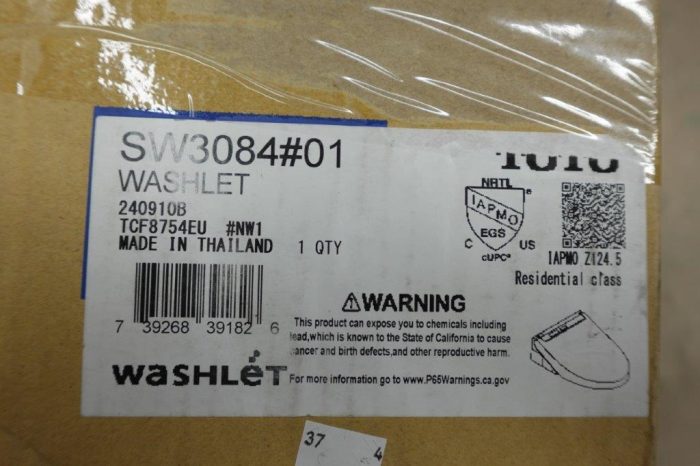 SW3084#01
WASHLET
240910B
TCF8754EU #NW1
MADE IN THAILAND 1 QTY
NRTL
IAPMO
EGS
C US
cUPC
IAPMO Z124.5
Residential class
7 39268 39182 6
WARNING
This product can expose you to chemicals including
lead,which is known to the State of California to cause
cancer and birth defects,and other reproductive harm.
For more information go to www.P65Warnings.ca.gov
WASHLET
37 4